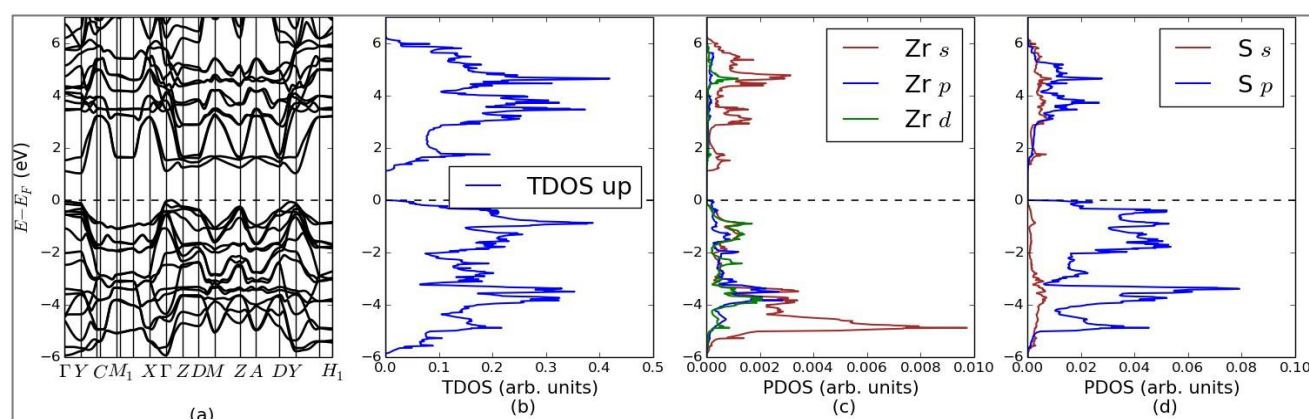 E−E_F (eV)
6
4
2
0
−2
−4
−6
Γ Y C M₁ X Γ Z D M Z A D Y H₁
(a)
6
4
2
0
−2
−4
−6
TDOS up
0.0 0.1 0.2 0.3 0.4 0.5
TDOS (arb. units)
(b)
6
4
2
0
−2
−4
−6
Zr s
Zr p
Zr d
0.000 0.002 0.004 0.006 0.008 0.010
PDOS (arb. units)
(c)
6
4
2
0
−2
−4
−6
S s
S p
0.00 0.02 0.04 0.06 0.08 0.10
PDOS (arb. units)
(d)